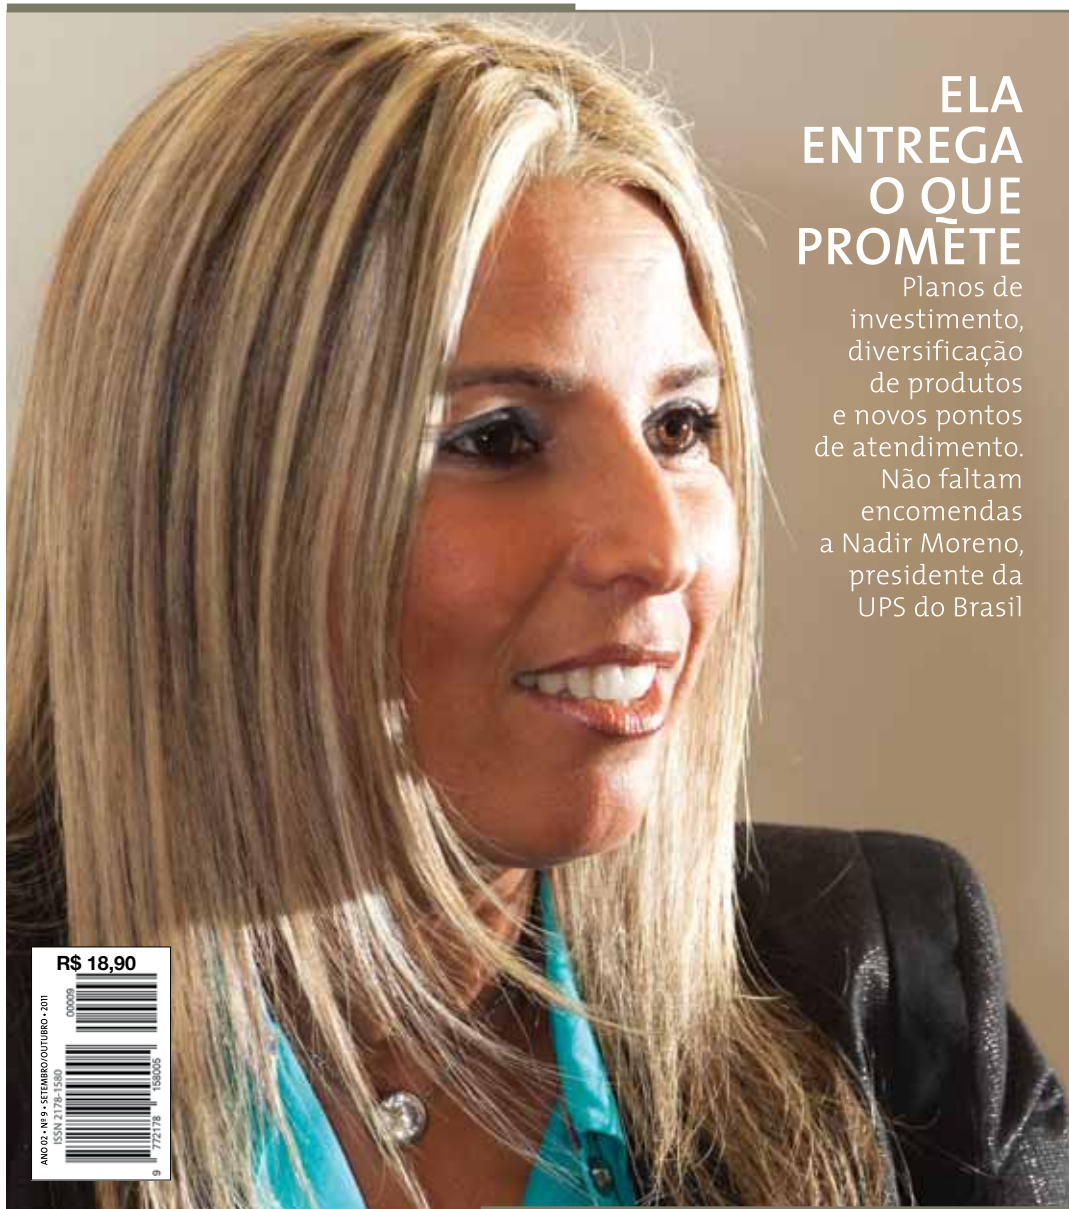 ELA
ENTREGA
O QUE
PROMETE
Planos de
investimento,
diversificação
de produtos
e novos pontos
de atendimento.
Não faltam
encomendas
a Nadir Moreno,
presidente da
UPS do Brasil
R$ 18,90
ANO 02 • Nº 9 • SETEMBRO/OUTUBRO • 2011
ISSN 2178-1580
00009
9 772178 158005